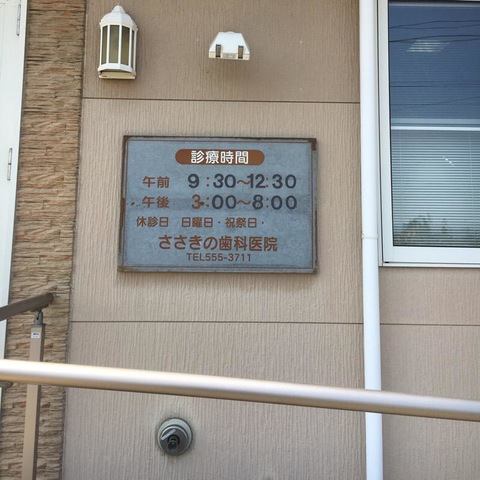 診療時間
午前 9:30〜12:30
午後 3:00〜8:00
休診日 日曜日・祝祭日・
ささきの歯科医院
TEL555-3711